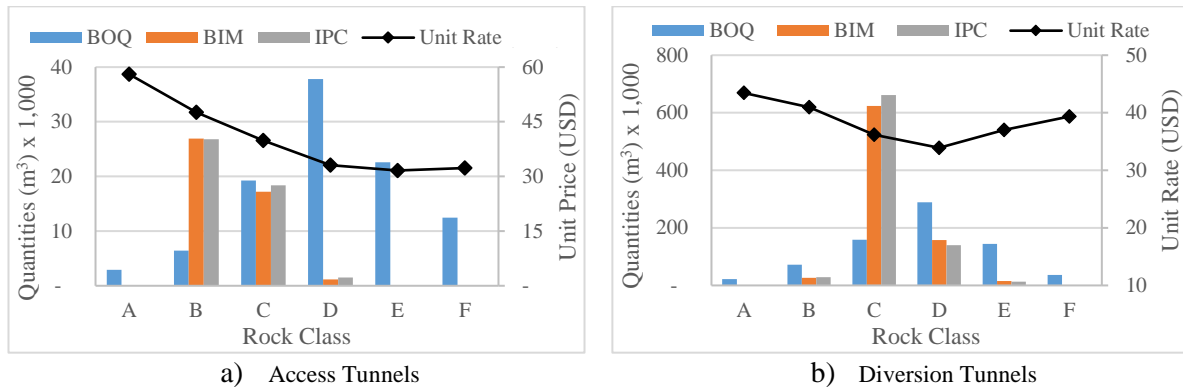 BOQ BIM IPC Unit Rate
40
30
20
10
-
60
30
-
Quantities (m³) x 1,000
Unit Price (USD)
A B C D E F
Rock Class
a) Access Tunnels
BOQ BIM IPC Unit Rate
800
600
400
200
-
50
40
30
20
10
Quantities (m³) x 1,000
Unit Rate (USD)
A B C D E F
Rock Class
b) Diversion Tunnels